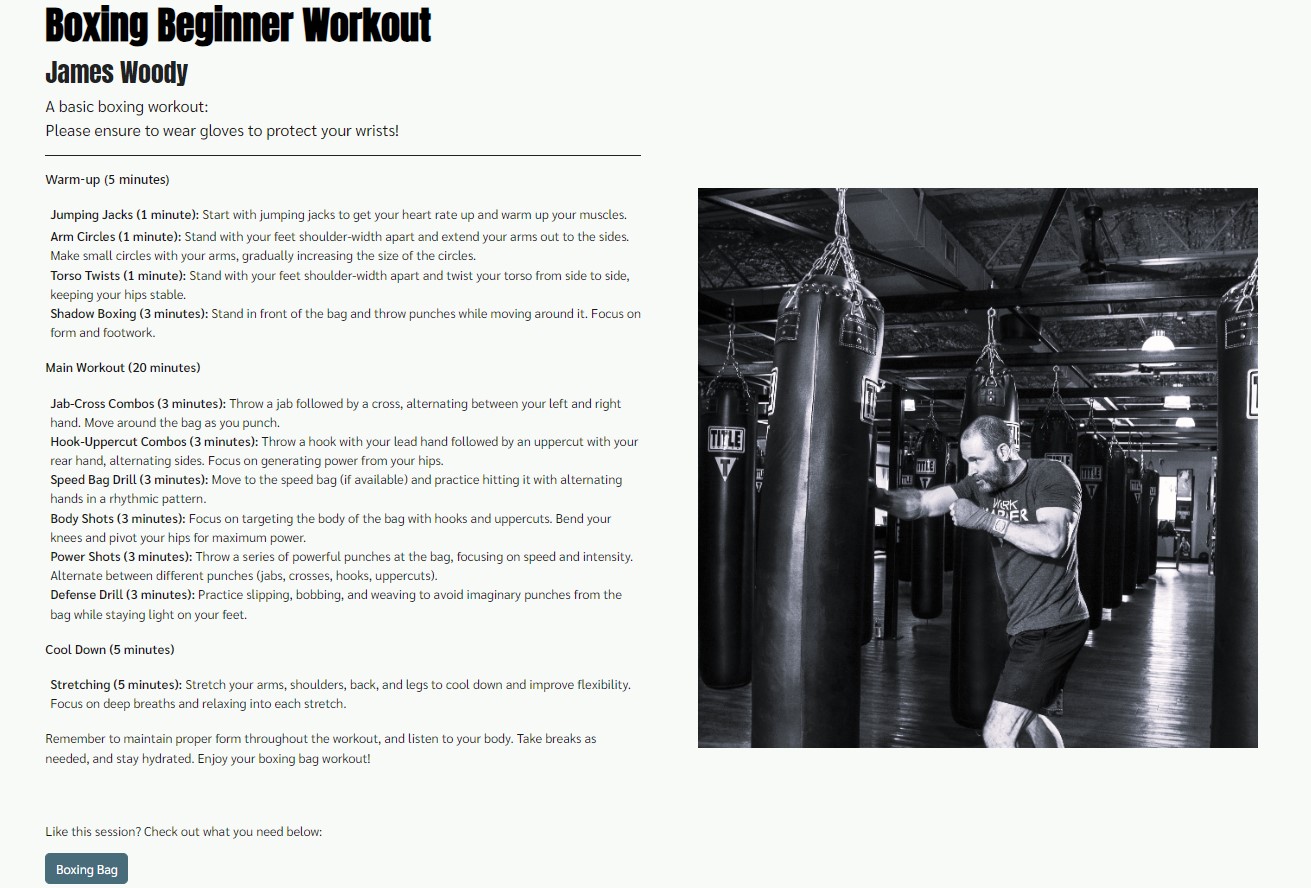 Boxing Beginner Workout
James Woody
A basic boxing workout:
Please ensure to wear gloves to protect your wrists!
Warm-up (5 minutes)
Jumping Jacks (1 minute): Start with jumping jacks to get your heart rate up and warm up your muscles.
Arm Circles (1 minute): Stand with your feet shoulder-width apart and extend your arms out to the sides.
Make small circles with your arms, gradually increasing the size of the circles.
Torso Twists (1 minute): Stand with your feet shoulder-width apart and twist your torso from side to side,
keeping your hips stable.
Shadow Boxing (3 minutes): Stand in front of the bag and throw punches while moving around it. Focus on
form and footwork.
Main Workout (20 minutes)
Jab-Cross Combos (3 minutes): Throw a jab followed by a cross, alternating between your left and right
hand. Move around the bag as you punch.
Hook-Uppercut Combos (3 minutes): Throw a hook with your lead hand followed by an uppercut with your
rear hand, alternating sides. Focus on generating power from your hips.
Speed Bag Drill (3 minutes): Move to the speed bag (if available) and practice hitting it with alternating
hands in a rhythmic pattern.
Body Shots (3 minutes): Focus on targeting the body of the bag with hooks and uppercuts. Bend your
knees and pivot your hips for maximum power.
Power Shots (3 minutes): Throw a series of powerful punches at the bag, focusing on speed and intensity.
Alternate between different punches (jabs, crosses, hooks, uppercuts).
Defense Drill (3 minutes): Practice slipping, bobbing, and weaving to avoid imaginary punches from the
bag while staying light on your feet.
Cool Down (5 minutes)
Stretching (5 minutes): Stretch your arms, shoulders, back, and legs to cool down and improve flexibility.
Focus on deep breaths and relaxing into each stretch.
Remember to maintain proper form throughout the workout, and listen to your body. Take breaks as
needed, and stay hydrated. Enjoy your boxing bag workout!
Like this session? Check out what you need below:
Boxing Bag
TITLE
T
TITLE
TITLE